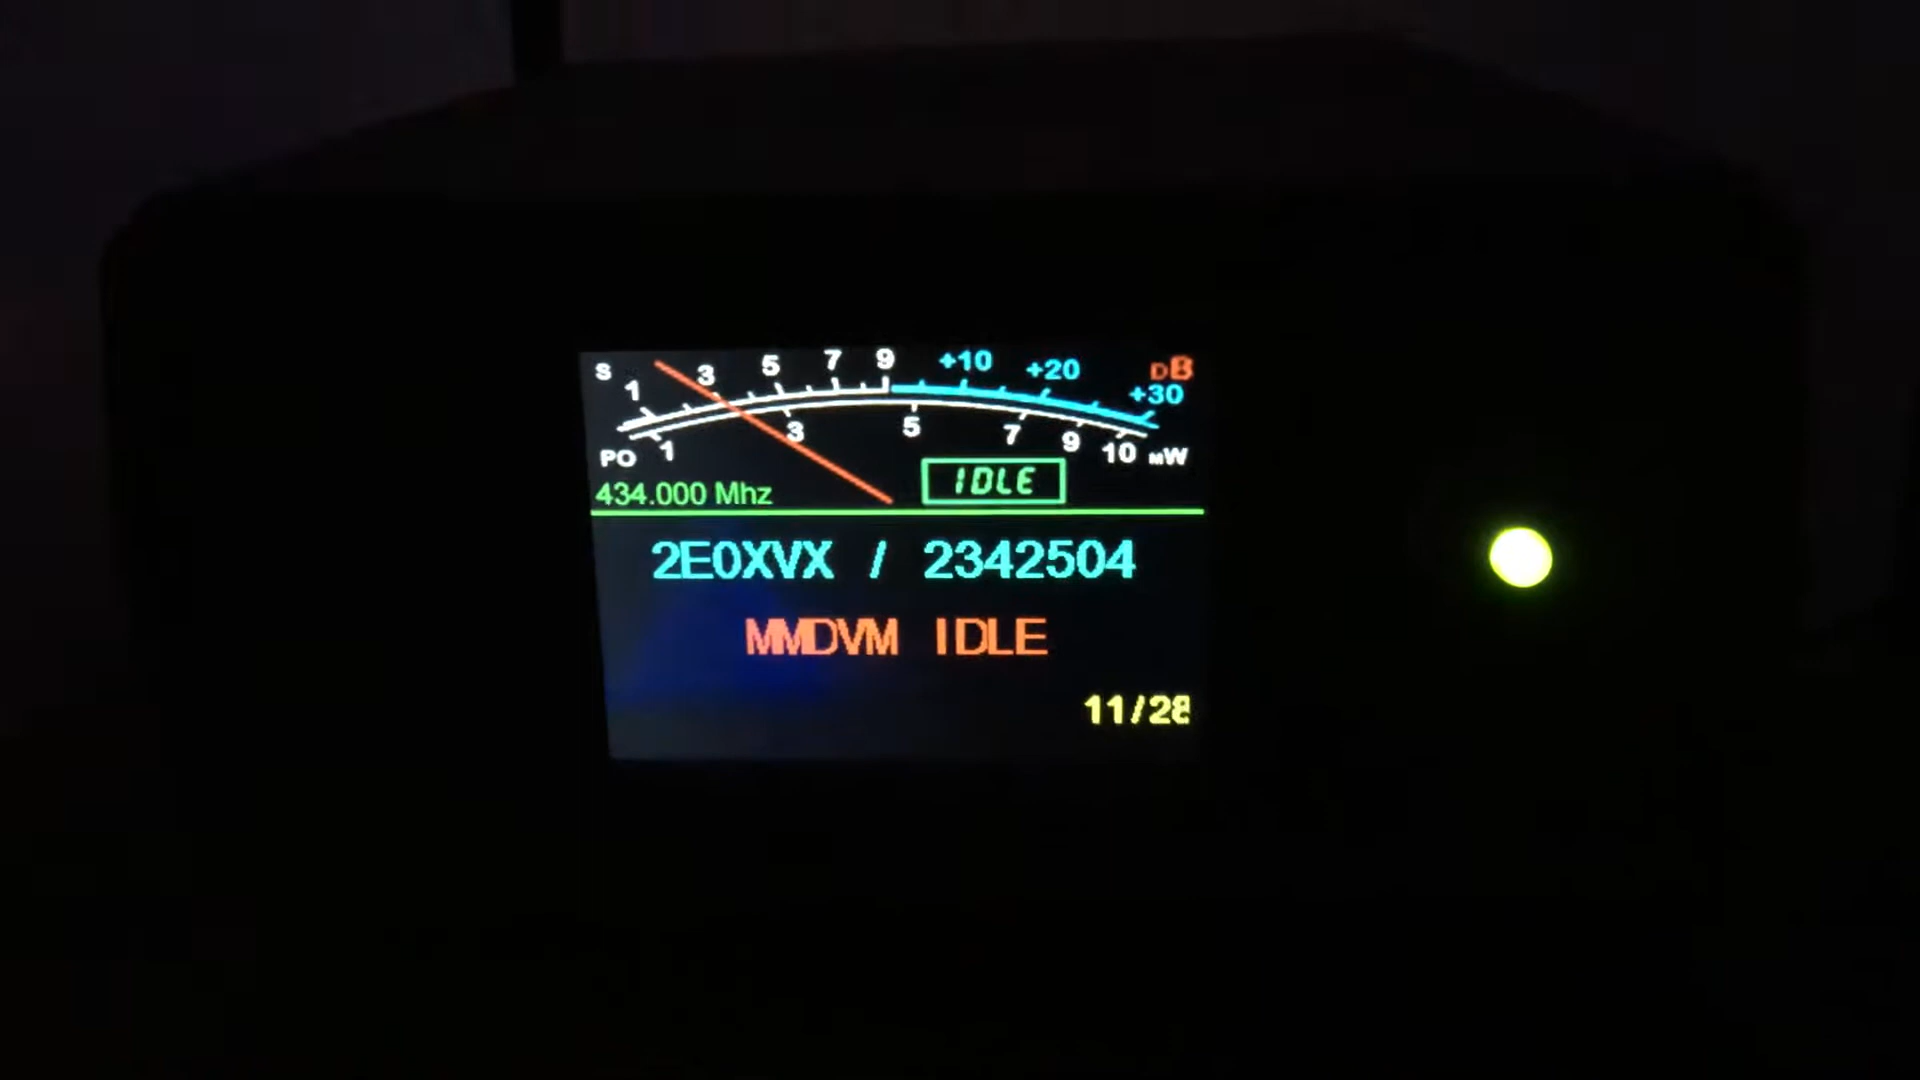 S 1 3 5 7 9 +10 +20 +30 DB
PO 1 3 5 7 9 10 MW
434.000 Mhz IDLE
2E0XVX / 2342504
MMDVM IDLE
11/28